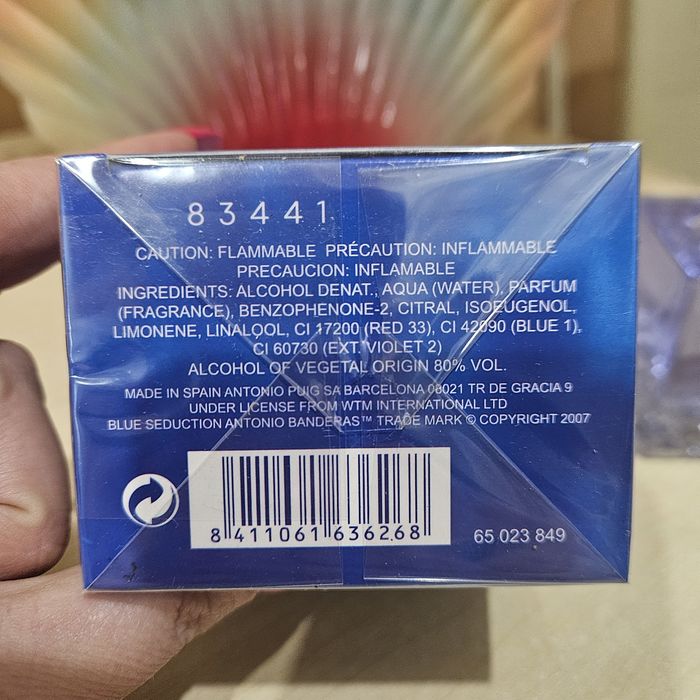 83441
CAUTION: FLAMMABLE PRÉCAUTION: INFLAMMABLE
PRECAUCION: INFLAMABLE
INGREDIENTS: ALCOHOL DENAT., AQUA (WATER), PARFUM
(FRAGRANCE), BENZOPHENONE-2, CITRAL, ISOEUGENOL,
LIMONENE, LINALOOL, CI 17200 (RED 33), CI 42090 (BLUE 1),
CI 60730 (EXT VIOLET 2)
ALCOHOL OF VEGETAL ORIGIN 80% VOL.
MADE IN SPAIN ANTONIO PUIG SA BARCELONA 08021 TR DE GRACIA 9
UNDER LICENSE FROM WTM INTERNATIONAL LTD
BLUE SEDUCTION ANTONIO BANDERAS™ TRADE MARK © COPYRIGHT 2007
8 411061 636268
65 023 849